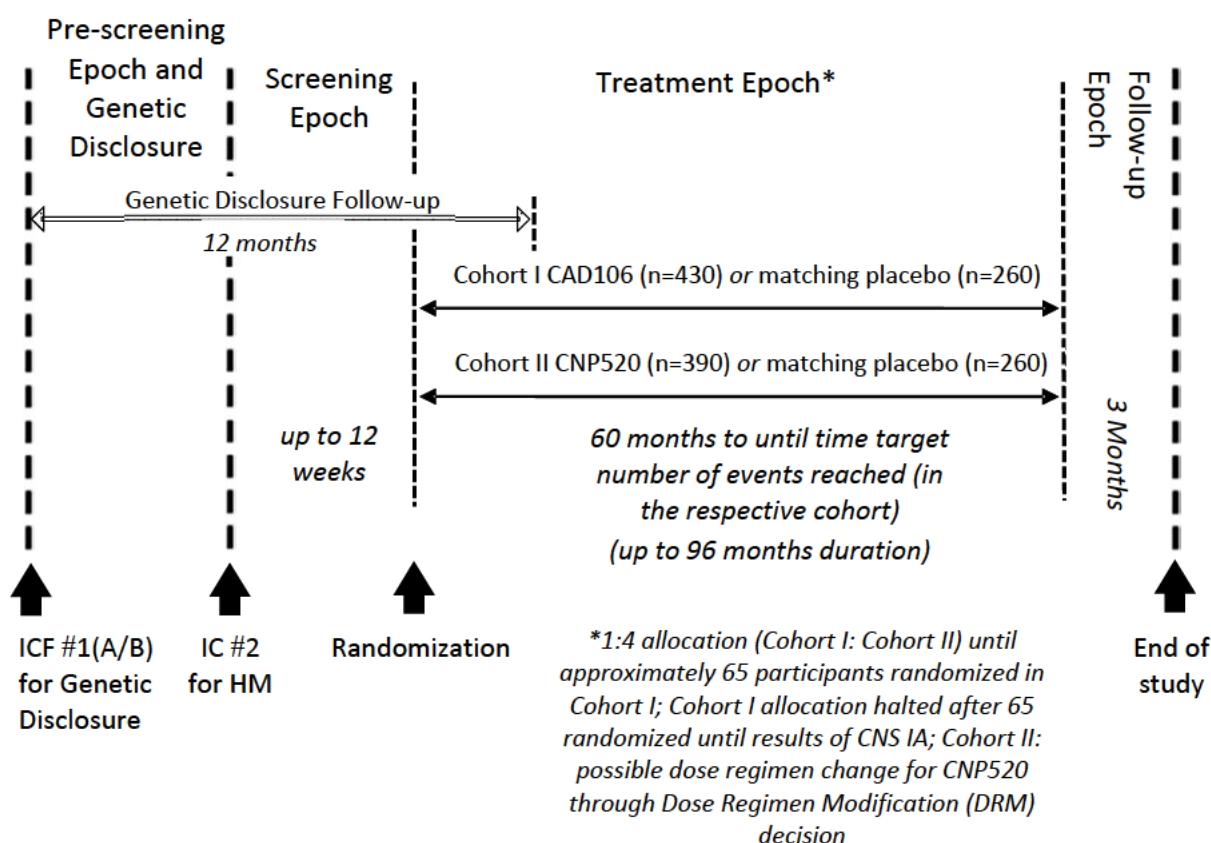 Pre-screening
Epoch and
Genetic
Disclosure
Screening
Epoch
Treatment Epoch*
Follow-up
Epoch
Genetic Disclosure Follow-up
12 months
Cohort I CAD106 (n=430) or matching placebo (n=260)
Cohort II CNP520 (n=390) or matching placebo (n=260)
up to 12
weeks
60 months to until time target
number of events reached (in
the respective cohort)
(up to 96 months duration)
3 Months
ICF #1(A/B)
for Genetic
Disclosure
IC #2
for HM
Randomization
*1:4 allocation (Cohort I: Cohort II) until
approximately 65 participants randomized in
Cohort I; Cohort I allocation halted after 65
randomized until results of CNS IA; Cohort II:
possible dose regimen change for CNP520
through Dose Regimen Modification (DRM)
decision
End of
study